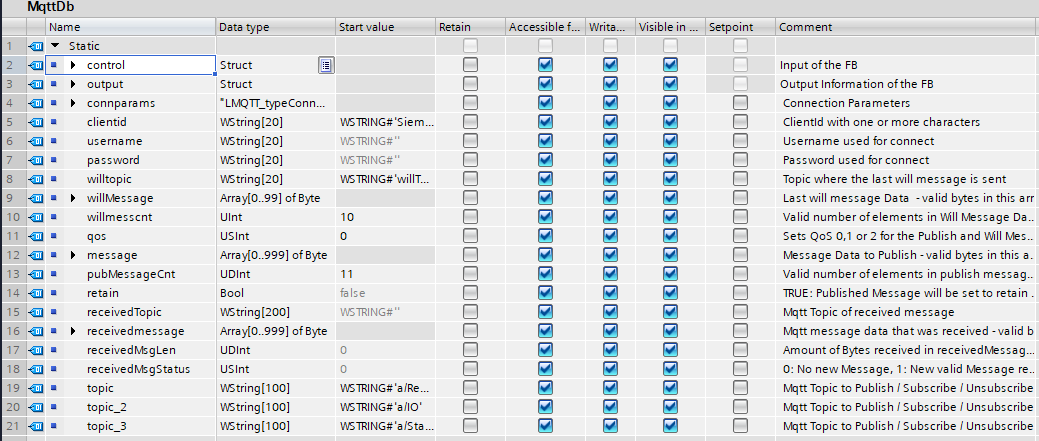 MqttDb
Name Data type Start value Retain Accessible f... Writa... Visible in ... Setpoint Comment
1 Static
2 control Struct Input of the FB
3 output Struct Output Information of the FB
4 connparams "LMQTT_typeConn... Connection Parameters
5 clientid WString[20] WSTRING#'Siem... ClientId with one or more characters
6 username WString[20] WSTRING#'' Username used for connect
7 password WString[20] WSTRING#'' Password used for connect
8 willtopic WString[20] WSTRING#'willT... Topic where the last will message is sent
9 willMessage Array[0..99] of Byte Last will message Data - valid bytes in this arr
10 willmesscnt UInt 10 Valid number of elements in Will Message Da...
11 qos USInt 0 Sets QoS 0,1 or 2 for the Publish and Will Mes...
12 message Array[0..999] of Byte Message Data to Publish - valid bytes in this a...
13 pubMessageCnt UDInt 11 Valid number of elements in publish messag...
14 retain Bool false TRUE: Published Message will be set to retain ...
15 receivedTopic WString[200] WSTRING#'' Mqtt Topic of received message
16 receivedmessage Array[0..999] of Byte Mqtt message data that was received - valid b
17 receivedMsgLen UDInt 0 Amount of Bytes received in receivedMessag...
18 receivedMsgStatus USInt 0 0: No new Message, 1: New valid Message re...
19 topic WString[100] WSTRING#'a/Re... Mqtt Topic to Publish / Subscribe / Unsubscribe
20 topic_2 WString[100] WSTRING#'a/IO' Mqtt Topic to Publish / Subscribe / Unsubscribe
21 topic_3 WString[100] WSTRING#'a/Sta... Mqtt Topic to Publish / Subscribe / Unsubscribe